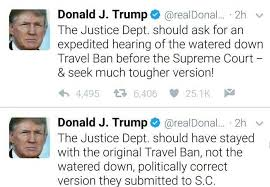 Donald J. Trump @realDonal... · 2h
The Justice Dept. should ask for an
expedited hearing of the watered down
Travel Ban before the Supreme Court –
& seek much tougher version!
4,495 6,706 25.1K
Donald J. Trump @realDonal... · 2h
The Justice Dept. should have stayed
with the original Travel Ban, not the
watered down, politically correct
version they submitted to S.C.